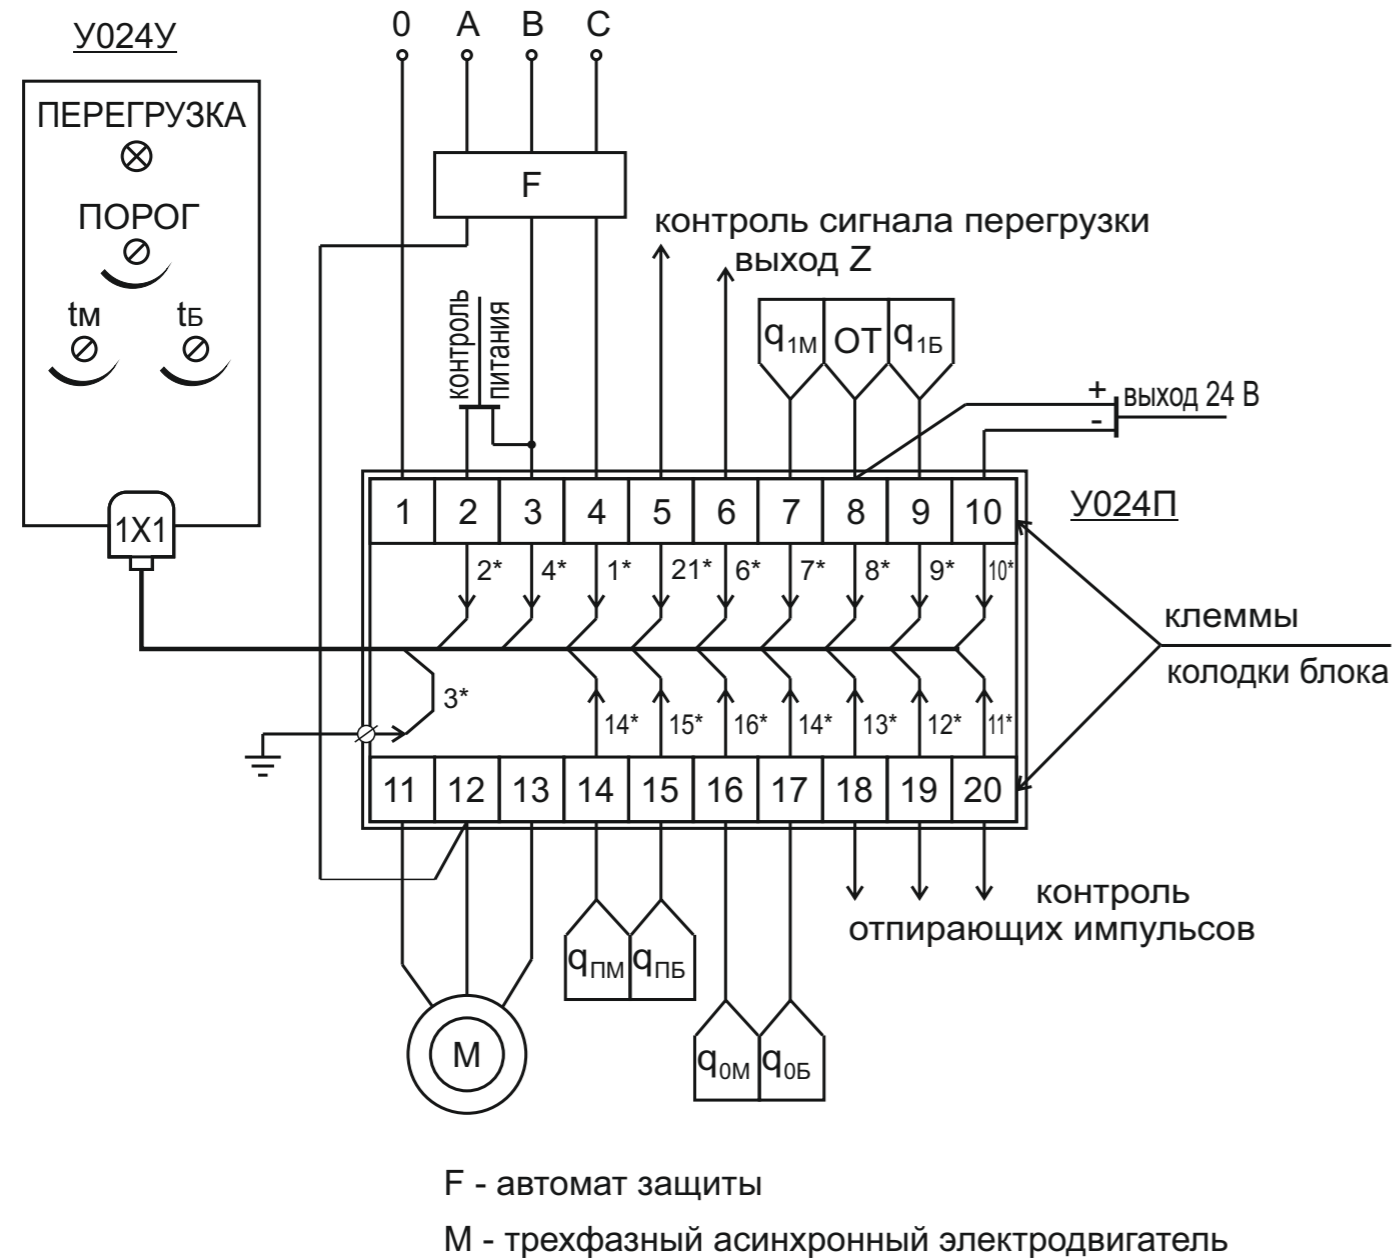 У024У
0 А В С
ПЕРЕГРУЗКА
ПОРОГ
tм tБ
1X1
F
контроль сигнала перегрузки
выход Z
контроль
питания
q1М ОТ q1Б
+ выход 24 В
-
У024П
1 2 3 4 5 6 7 8 9 10
2* 4* 1* 21* 6* 7* 8* 9* 10*
клеммы
колодки блока
3*
14* 15* 16* 14* 13* 12* 11*
11 12 13 14 15 16 17 18 19 20
контроль
отпирающих импульсов
qПМ qПБ
q0М q0Б
М
F - автомат защиты
М - трехфазный асинхронный электродвигатель